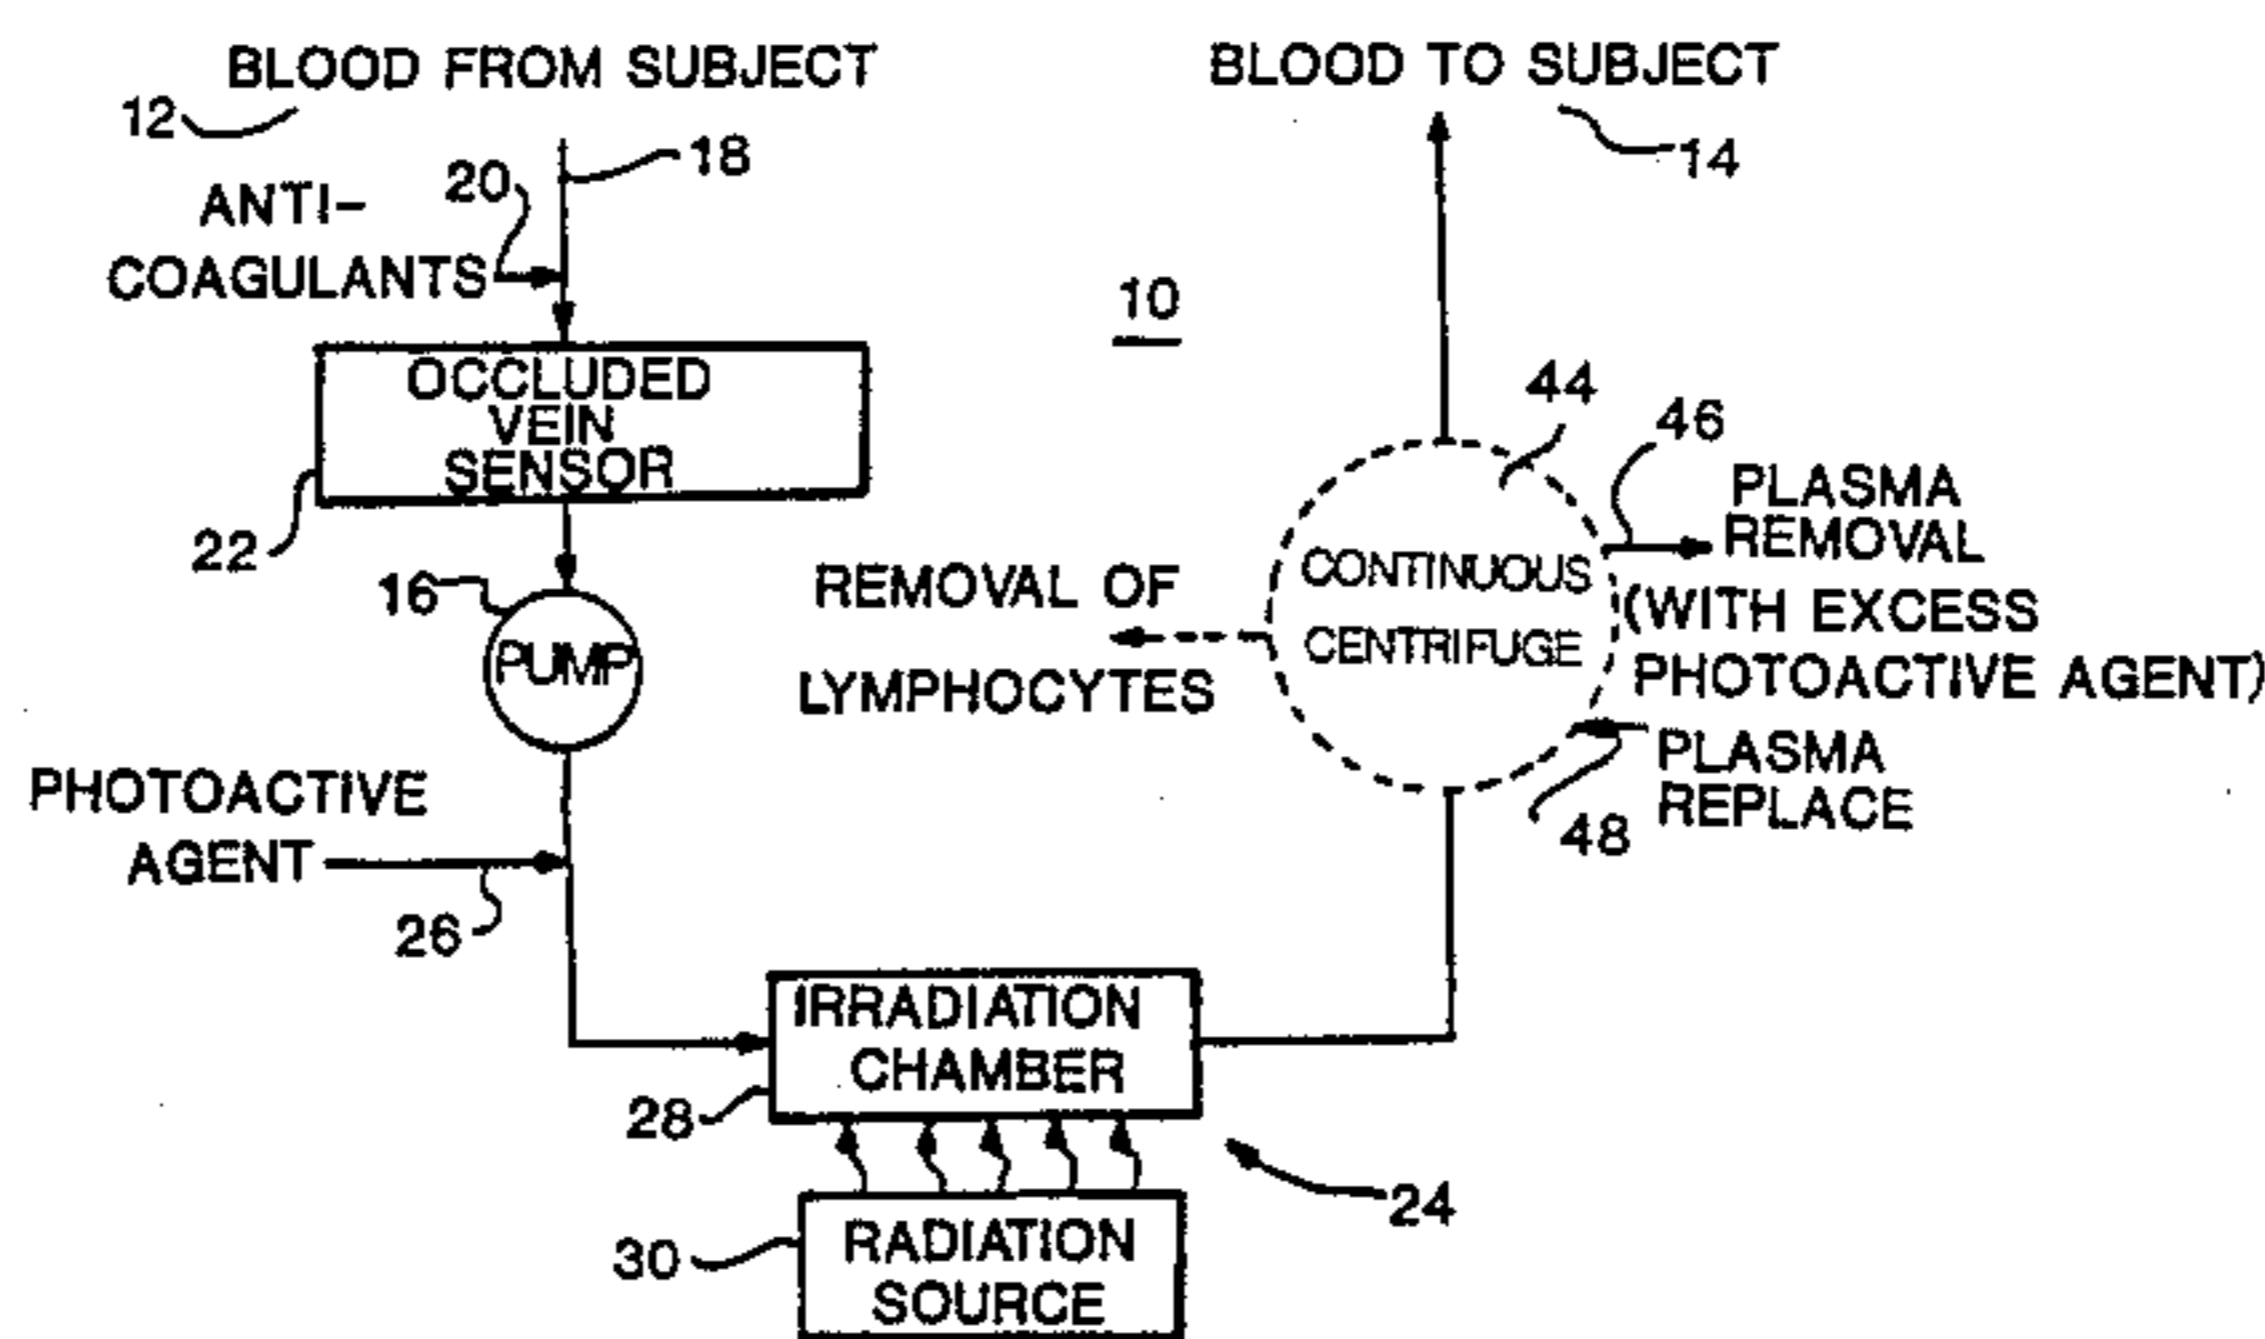 BLOOD FROM SUBJECT
12
18
ANTI-
20
COAGULANTS
OCCLUDED
VEIN
SENSOR
22
16
PUMP
PHOTOACTIVE
AGENT
26
IRRADIATION
CHAMBER
28
RADIATION
SOURCE
30
24
10
BLOOD TO SUBJECT
14
44
46
CONTINUOUS
CENTRIFUGE
REMOVAL OF
LYMPHOCYTES
PLASMA
REMOVAL
(WITH EXCESS
PHOTOACTIVE AGENT)
PLASMA
REPLACE
48